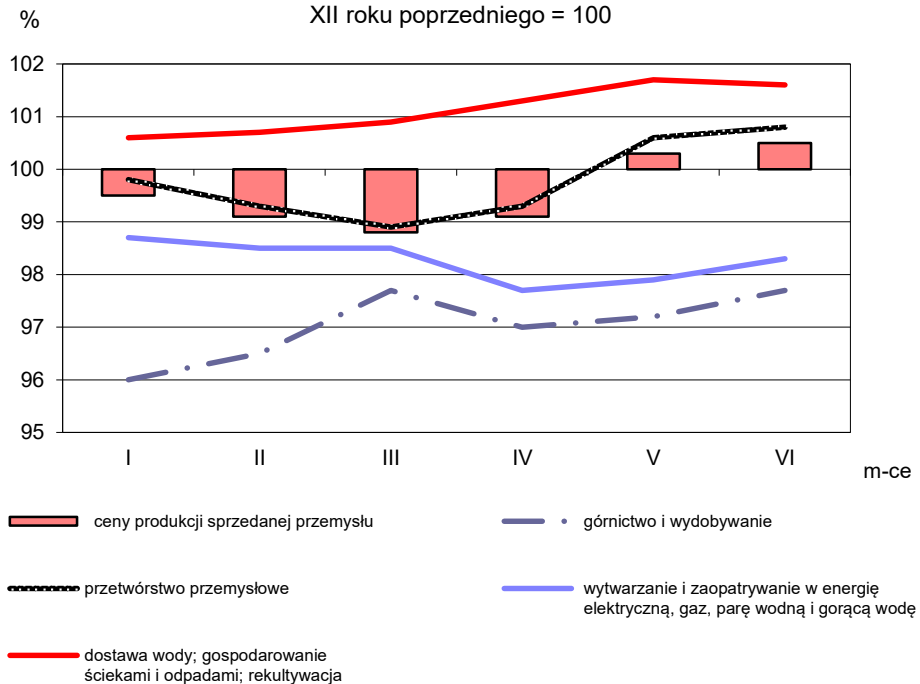 XII roku poprzedniego = 100
%
102
101
100
99
98
97
96
95
I II III IV V VI
m-ce
ceny produkcji sprzedanej przemysłu
górnictwo i wydobywanie
przetwórstwo przemysłowe
wytwarzanie i zaopatrywanie w energię
elektryczną, gaz, parę wodną i gorącą wodę
dostawa wody; gospodarowanie
ściekami i odpadami; rekultywacja